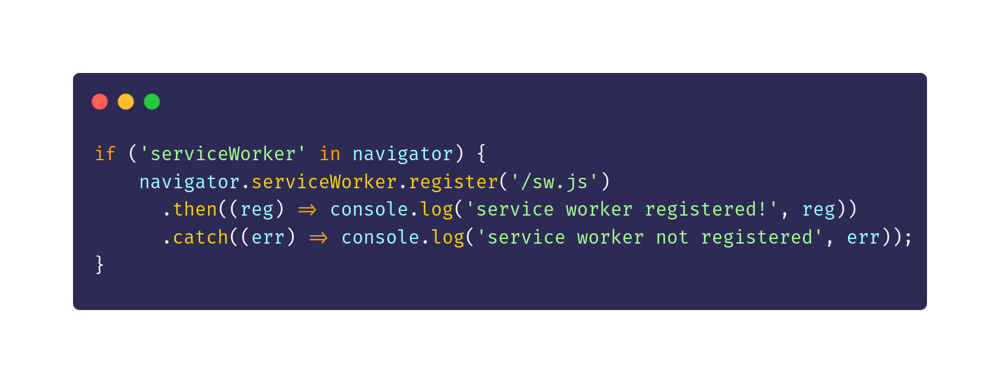 if ('serviceWorker' in navigator) {
    navigator.serviceWorker.register('/sw.js')
      .then((reg) => console.log('service worker registered!', reg))
      .catch((err) => console.log('service worker not registered', err));
}